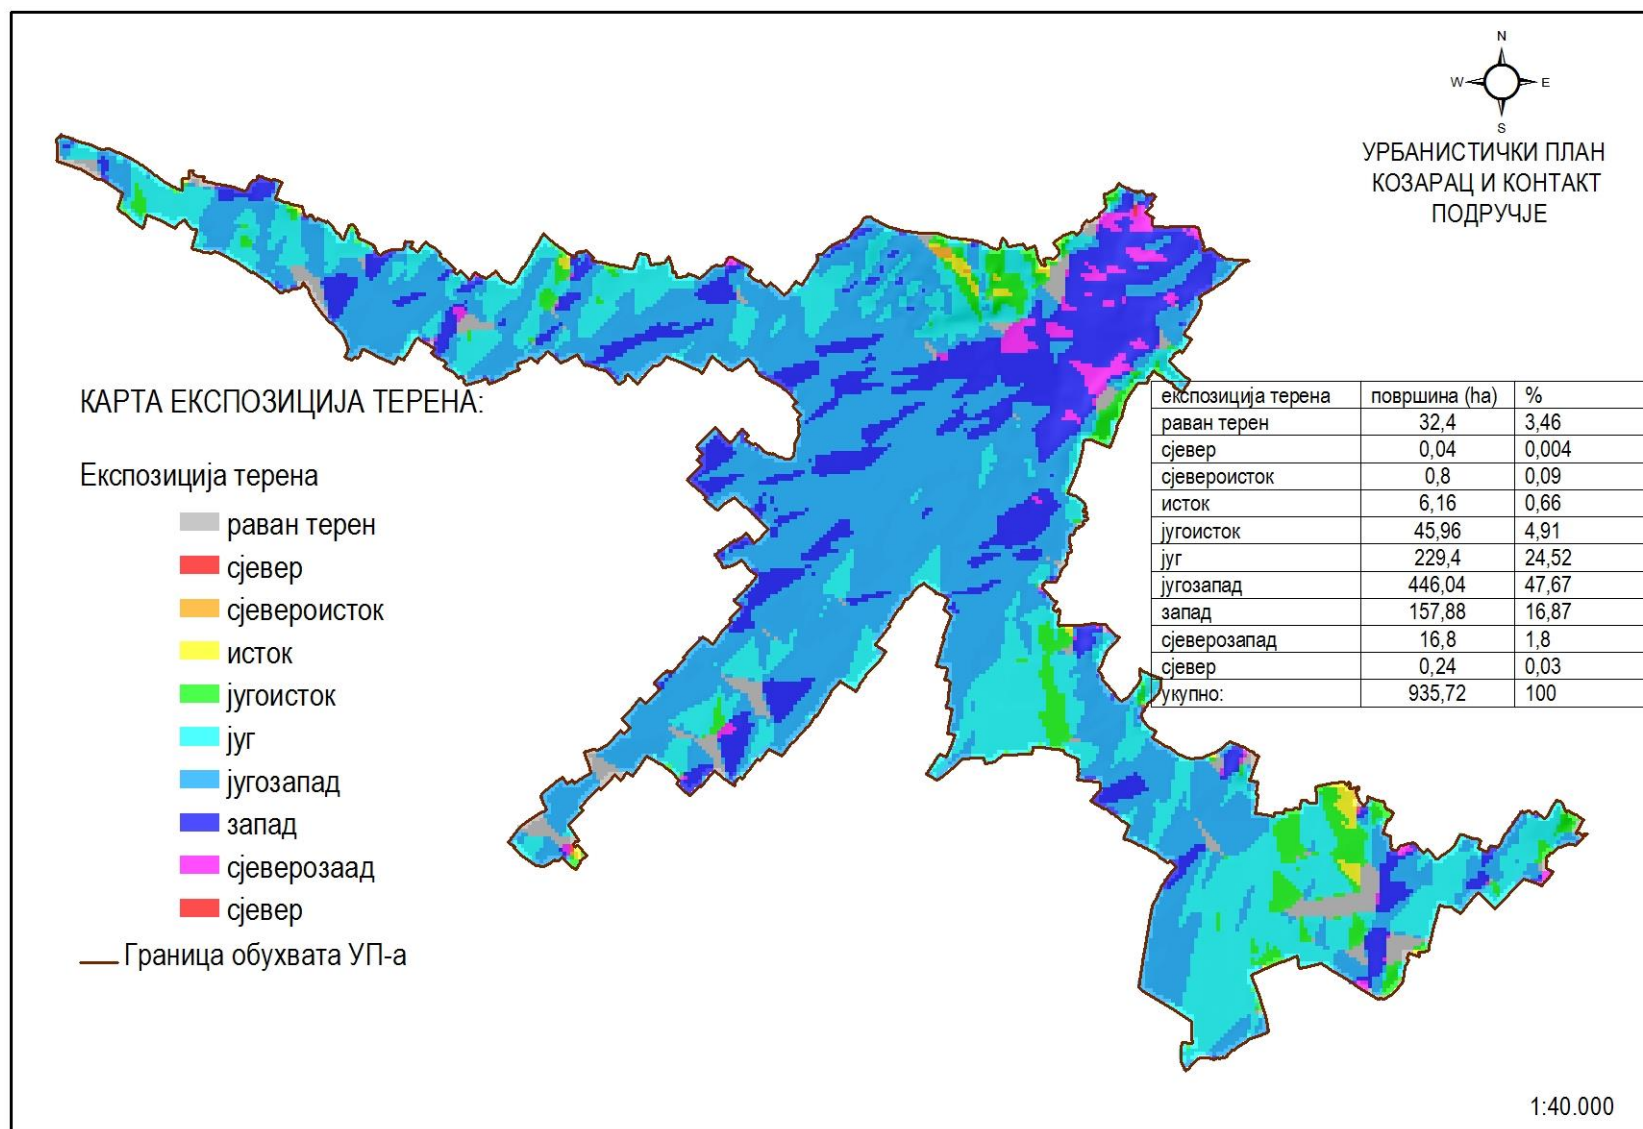 N
W E
S
УРБАНИСТИЧКИ ПЛАН
КОЗАРАЦ И КОНТАКТ
ПОДРУЧЈЕ
КАРТА ЕКСПОЗИЦИЈА ТЕРЕНА:
Експозиција терена
раван терен
сјевер
сјевероисток
исток
југоисток
југ
југозапад
запад
сјеверозаад
сјевер
Граница обухвата УП-а
експозиција терена површина (ha) %
раван терен 32,4 3,46
сјевер 0,04 0,004
сјевероисток 0,8 0,09
исток 6,16 0,66
југоисток 45,96 4,91
југ 229,4 24,52
југозапад 446,04 47,67
запад 157,88 16,87
сјеверозапад 16,8 1,8
сјевер 0,24 0,03
укупно: 935,72 100
1:40.000